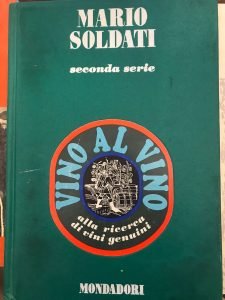 MARIO
SOLDATI
seconda serie
VINO AL VINO
alla ricerca
di vini genuini
MONDADORI